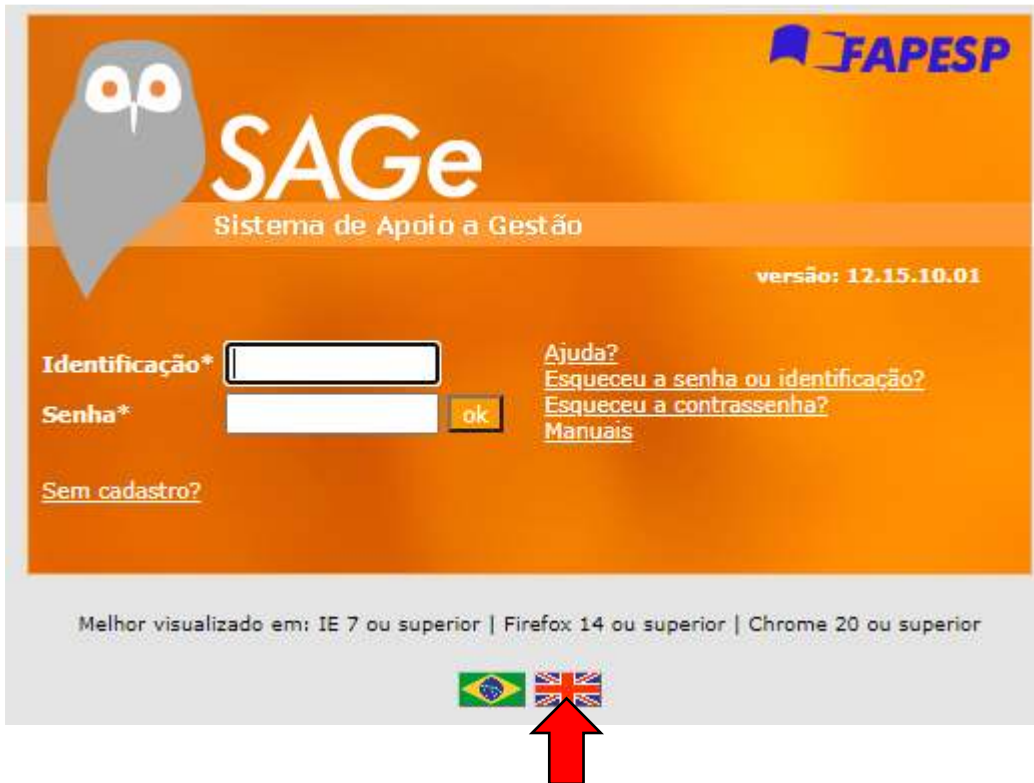 FAPESP
SAGe
Sistema de Apoio a Gestão
versão: 12.15.10.01
Identificação*
Senha*
ok
Ajuda?
Esqueceu a senha ou identificação?
Esqueceu a contrassenha?
Manuais
Sem cadastro?
Melhor visualizado em: IE 7 ou superior | Firefox 14 ou superior | Chrome 20 ou superior